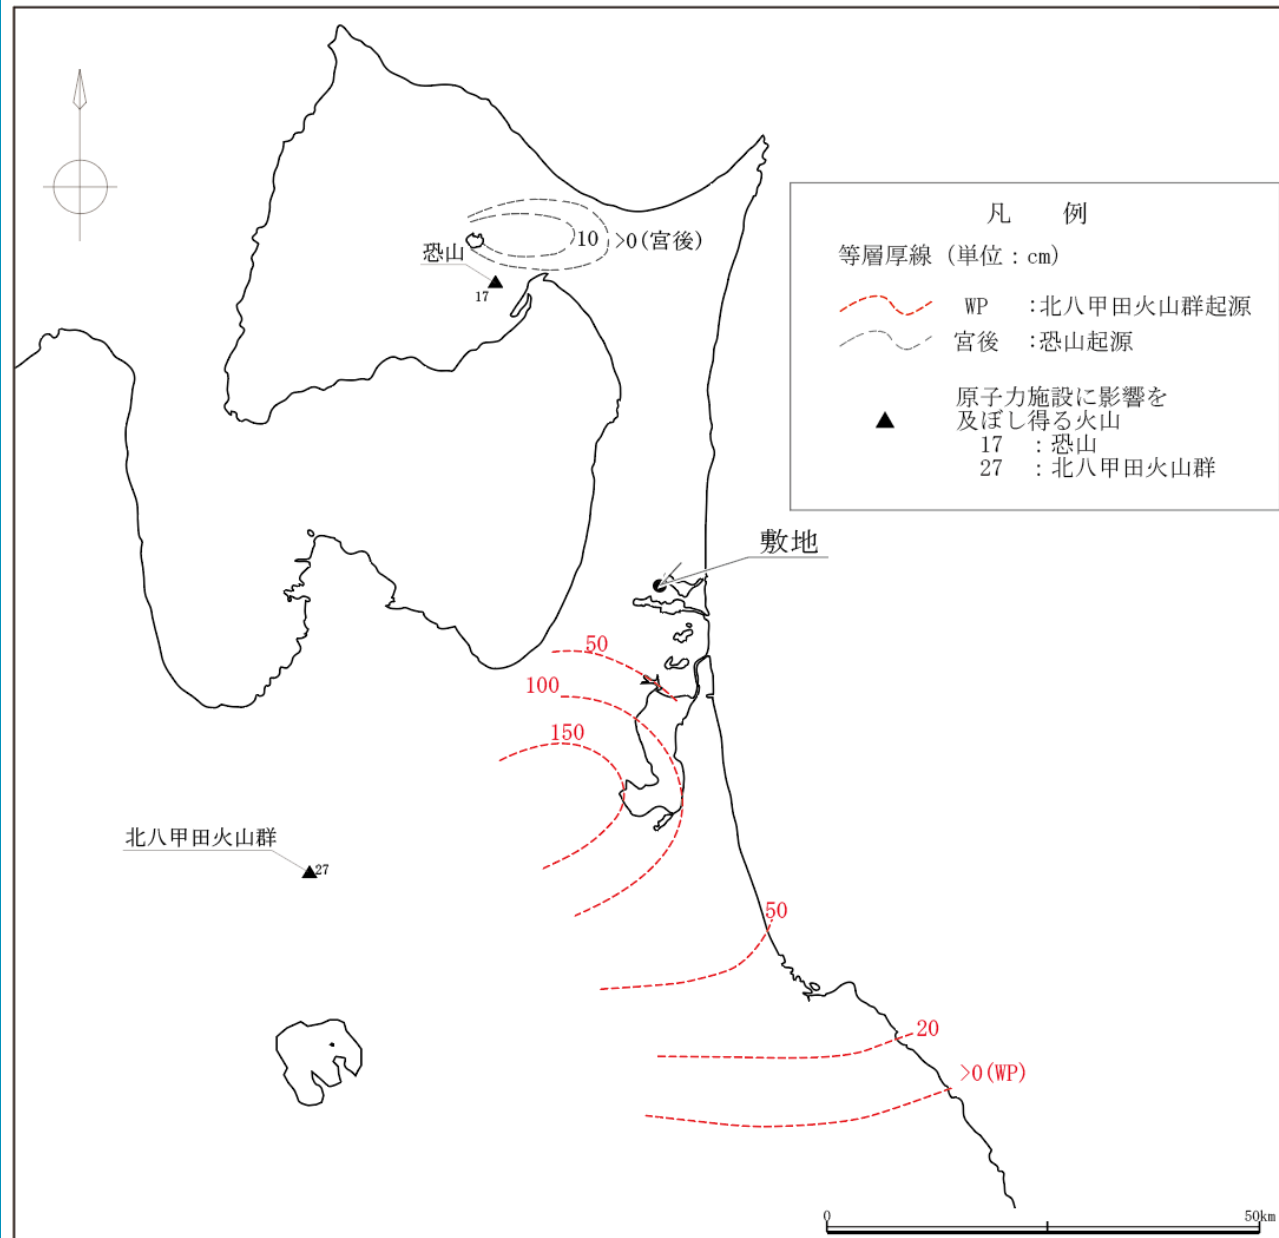 10 >0(宮後)
恐山
17
凡 例
等層厚線 (単位:cm)
WP :北八甲田火山群起源
宮後 :恐山起源
原子力施設に影響を
及ぼし得る火山
17 :恐山
27 :北八甲田火山群
敷地
50
100
150
北八甲田火山群
27
50
20
>0(WP)
0 50km